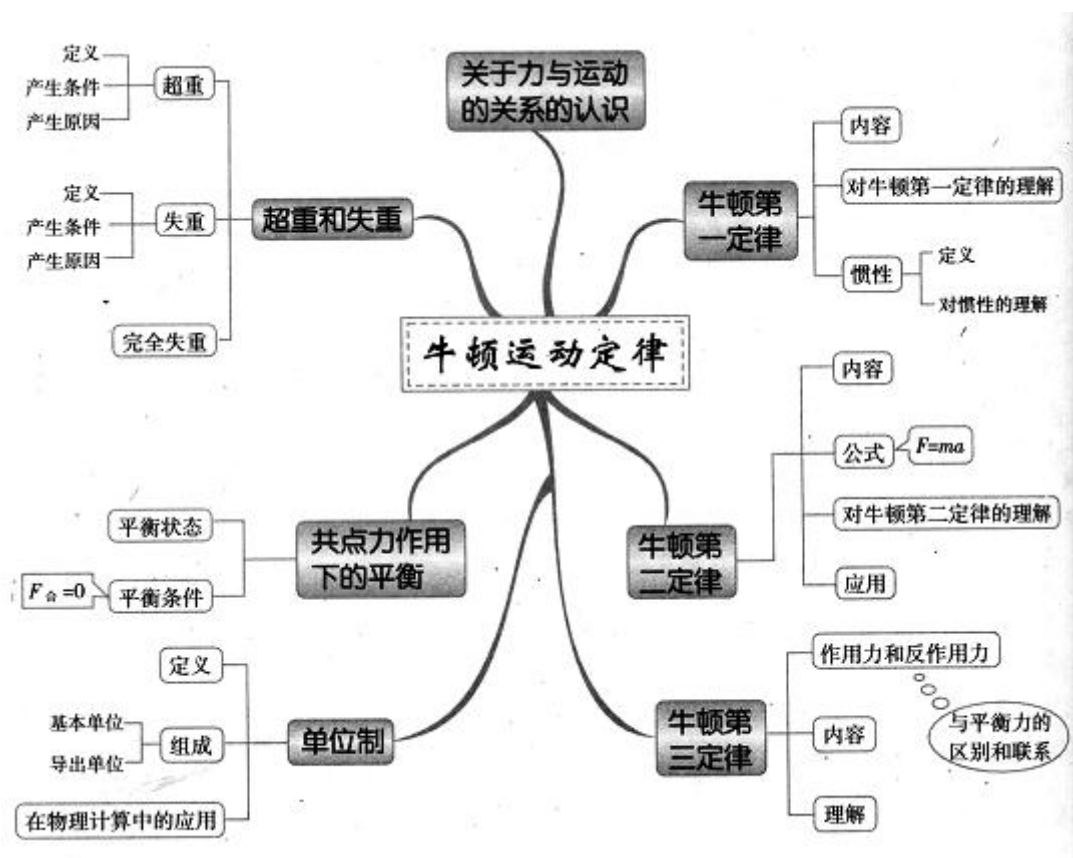 关于力与运动
的关系的认识
牛顿运动定律
牛顿第
一定律
内容
对牛顿第一定律的理解
惯性
定义
对惯性的理解
牛顿第
二定律
内容
公式
F=ma
对牛顿第二定律的理解
应用
牛顿第
三定律
作用力和反作用力
与平衡力的
区别和联系
内容
理解
超重和失重
超重
定义
产生条件
产生原因
失重
定义
产生条件
产生原因
完全失重
共点力作用
下的平衡
平衡状态
平衡条件
F合=0
单位制
定义
组成
基本单位
导出单位
在物理计算中的应用